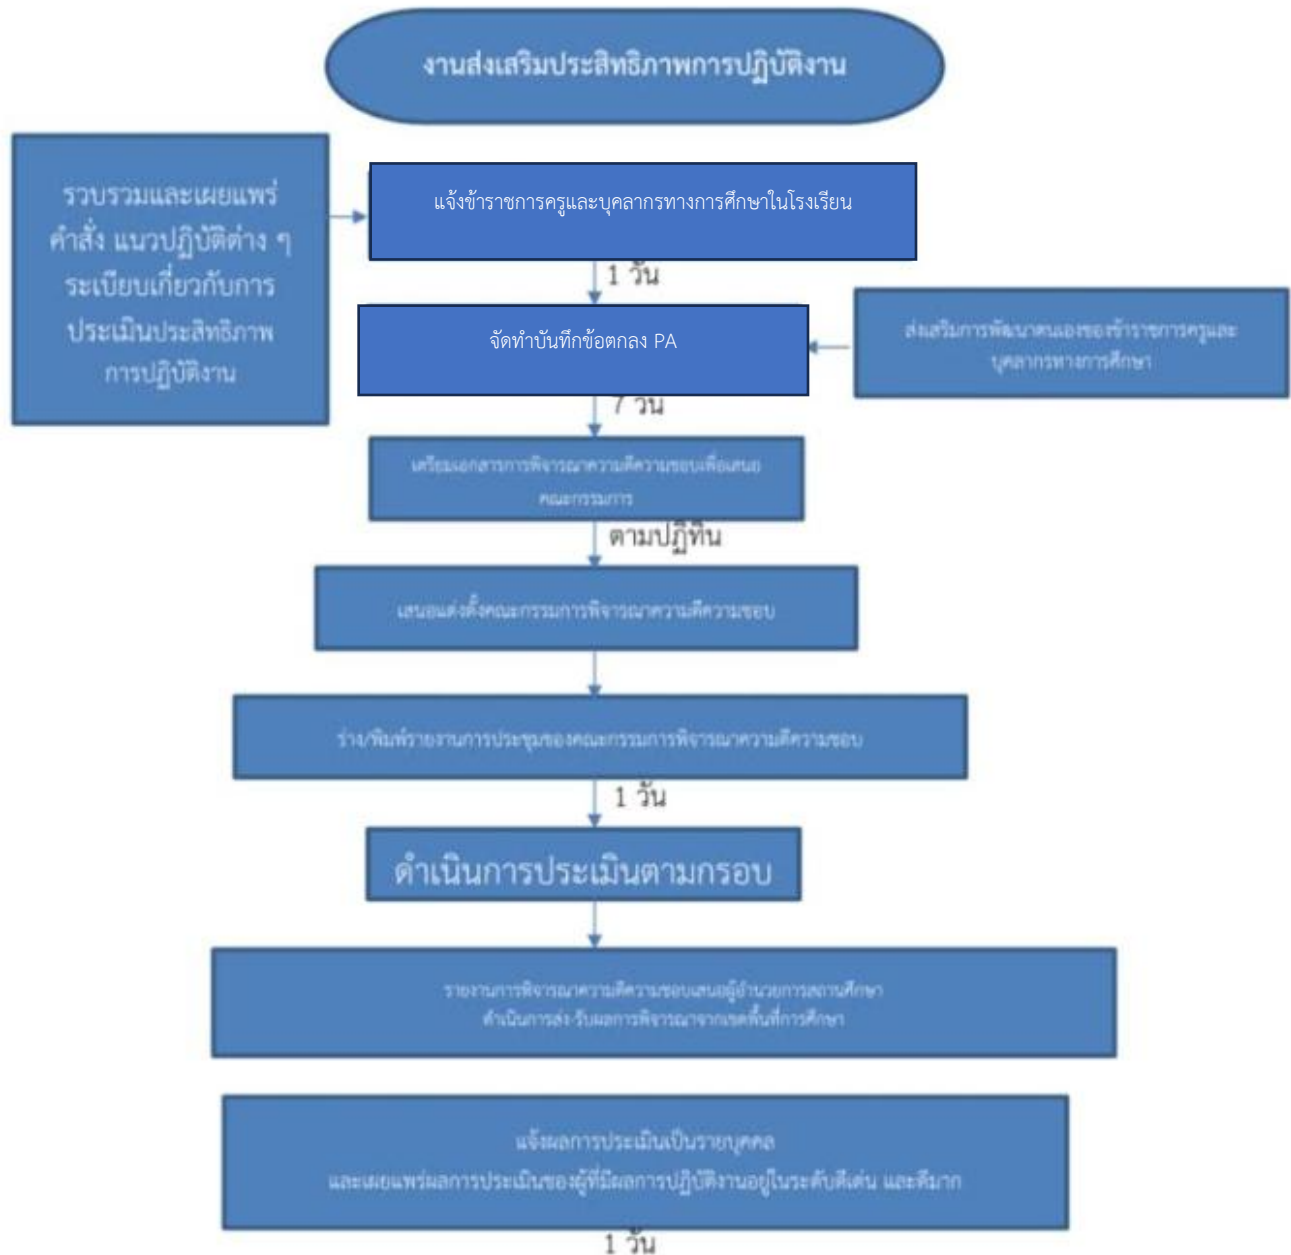 งานส่งเสริมประสิทธิภาพการปฏิบัติงาน
รวบรวมและเผยแพร่
คำสั่ง แนวปฏิบัติต่าง ๆ
ระเบียบเกี่ยวกับการ
ประเมินประสิทธิภาพ
การปฏิบัติงาน
แจ้งข้าราชการครูและบุคลากรทางการศึกษาในโรงเรียน
1 วัน
จัดทำบันทึกข้อตกลง PA
ส่งเสริมการพัฒนาตนเองของข้าราชการครูและ
บุคลากรทางการศึกษา
7 วัน
เตรียมเอกสารการพิจารณาความดีความชอบเพื่อเสนอ
คณะกรรมการ
ตามปฏิทิน
เสนอแต่งตั้งคณะกรรมการพิจารณาความดีความชอบ
ร่าง/พิมพ์รายงานการประชุมของคณะกรรมการพิจารณาความดีความชอบ
1 วัน
ดำเนินการประเมินตามกรอบ
รายงานการพิจารณาความดีความชอบเสนอผู้อำนวยการสถานศึกษา
ดำเนินการส่ง-รับผลการพิจารณาจากเขตพื้นที่การศึกษา
แจ้งผลการประเมินเป็นรายบุคคล
และเผยแพร่ผลการประเมินของผู้ที่มีผลการปฏิบัติงานอยู่ในระดับดีเด่น และดีมาก
1 วัน